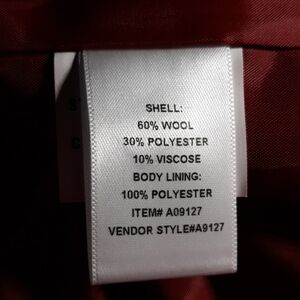 SHELL:
60% WOOL
30% POLYESTER
10% VISCOSE
BODY LINING:
100% POLYESTER
ITEM# A09127
VENDOR STYLE#A9127